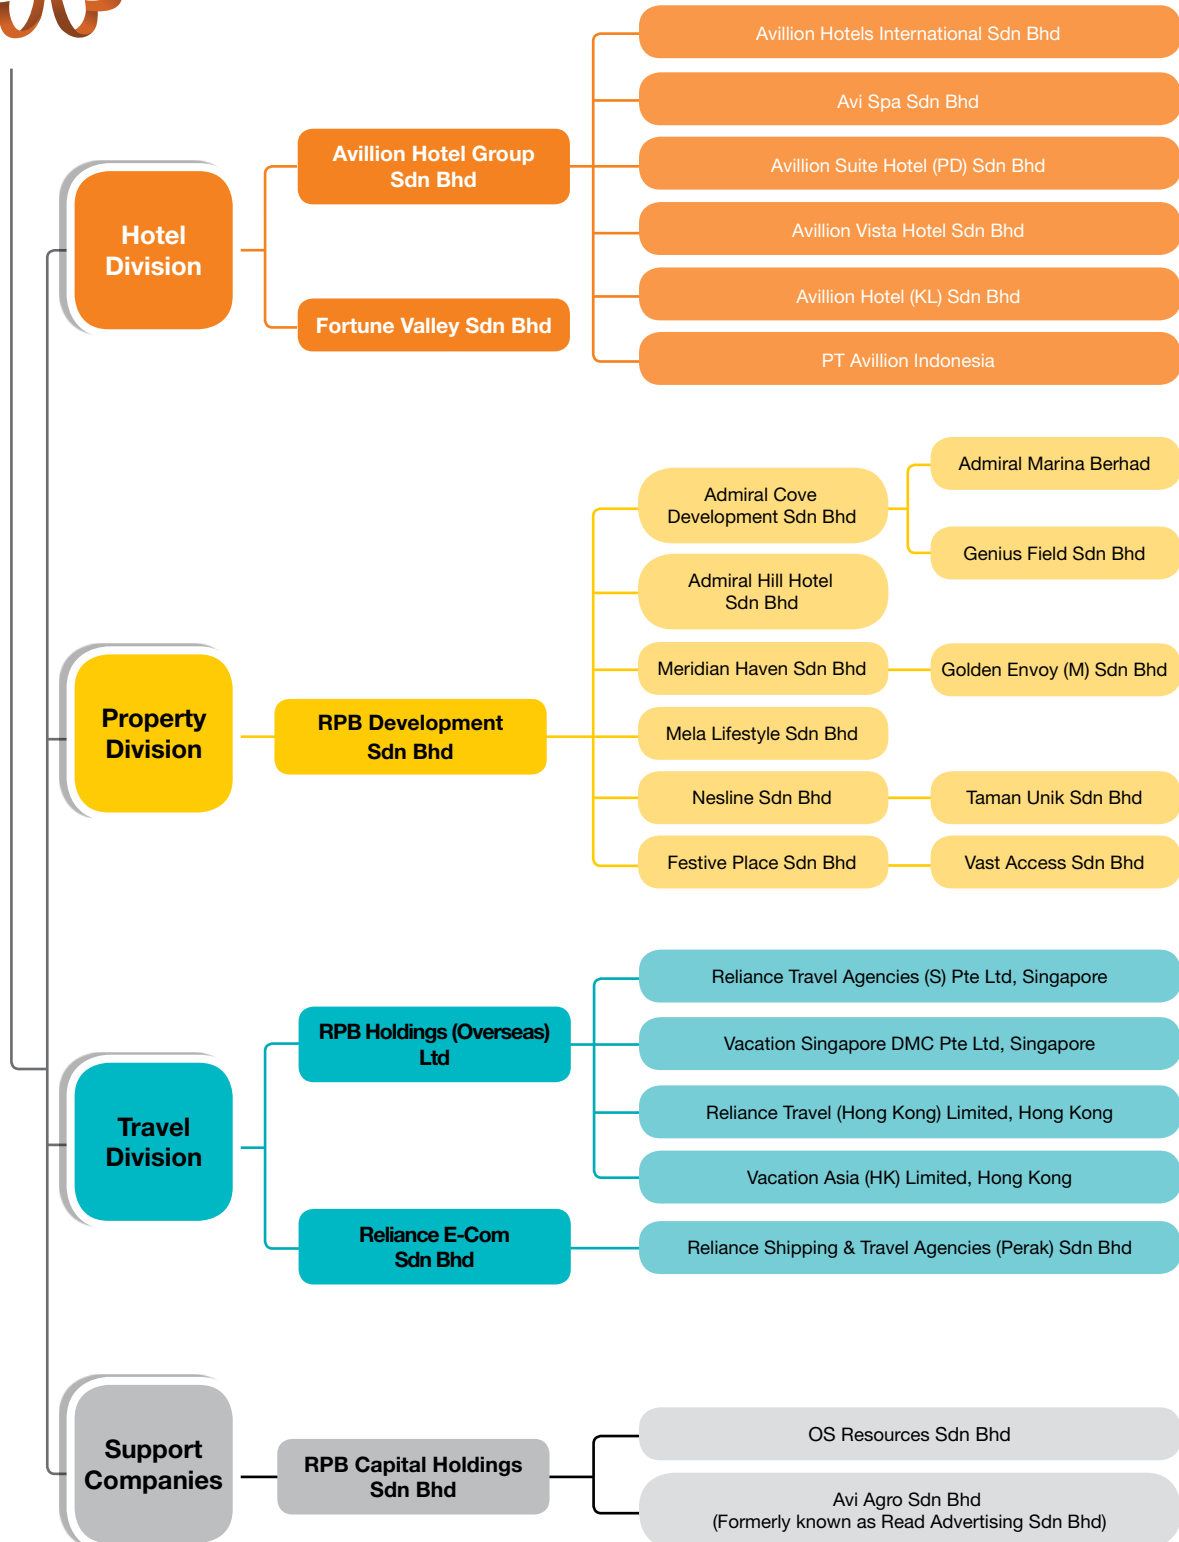 Hotel
Division
Avillion Hotel Group
Sdn Bhd
Fortune Valley Sdn Bhd
Avillion Hotels International Sdn Bhd
Avi Spa Sdn Bhd
Avillion Suite Hotel (PD) Sdn Bhd
Avillion Vista Hotel Sdn Bhd
Avillion Hotel (KL) Sdn Bhd
PT Avillion Indonesia
Property
Division
RPB Development
Sdn Bhd
Admiral Cove
Development Sdn Bhd
Admiral Marina Berhad
Genius Field Sdn Bhd
Admiral Hill Hotel
Sdn Bhd
Meridian Haven Sdn Bhd
Golden Envoy (M) Sdn Bhd
Mela Lifestyle Sdn Bhd
Nesline Sdn Bhd
Taman Unik Sdn Bhd
Festive Place Sdn Bhd
Vast Access Sdn Bhd
Travel
Division
RPB Holdings (Overseas)
Ltd
Reliance Travel Agencies (S) Pte Ltd, Singapore
Vacation Singapore DMC Pte Ltd, Singapore
Reliance Travel (Hong Kong) Limited, Hong Kong
Vacation Asia (HK) Limited, Hong Kong
Reliance E-Com
Sdn Bhd
Reliance Shipping & Travel Agencies (Perak) Sdn Bhd
Support
Companies
RPB Capital Holdings
Sdn Bhd
OS Resources Sdn Bhd
Avi Agro Sdn Bhd
(Formerly known as Read Advertising Sdn Bhd)